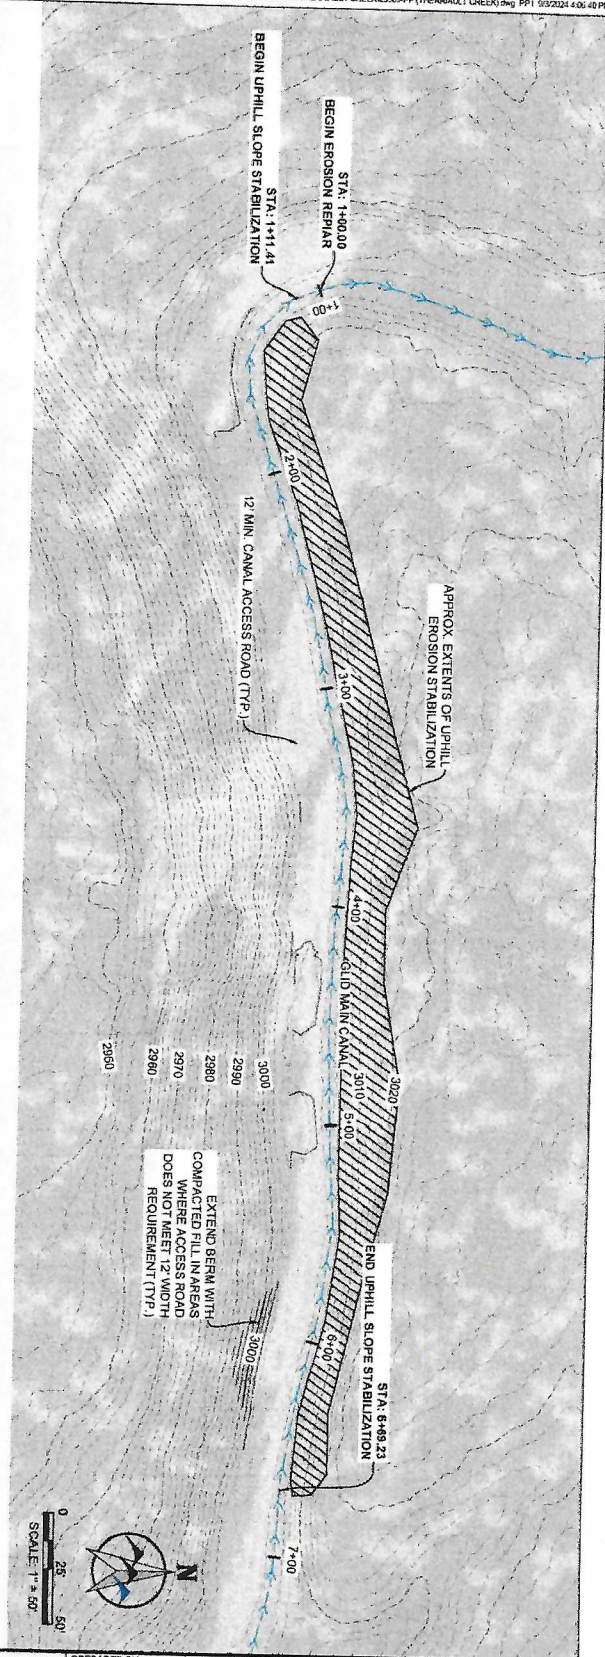 BEGIN UPHILL SLOPE STABILIZATION
STA: 1+11.41
BEGIN EROSION REPIAR
STA: 1+00.00
1+00
2+00
12' MIN. CANAL ACCESS ROAD (TYP.)
3+00
APPROX. EXTENTS OF UPHILL
EROSION STABILIZATION
4+00
GLID MAIN CANAL
3020
3010
5+00
3000
2990
2980
2970
2960
2950
EXTEND BERM WITH
COMPACTED FILL IN AREAS
WHERE ACCESS ROAD
DOES NOT MEET 12' WIDTH
REQUIREMENT (TYP.)
3000
6+00
STA: 6+69.23
END UPHILL SLOPE STABILIZATION
7+00
N
0 25' 50'
SCALE: 1" = 50'